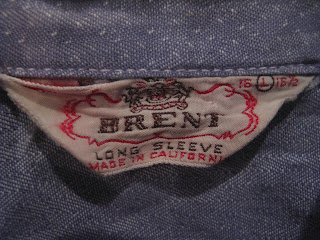 15 L 15½
BRENT
LONG SLEEVE
MADE IN CALIFORNI